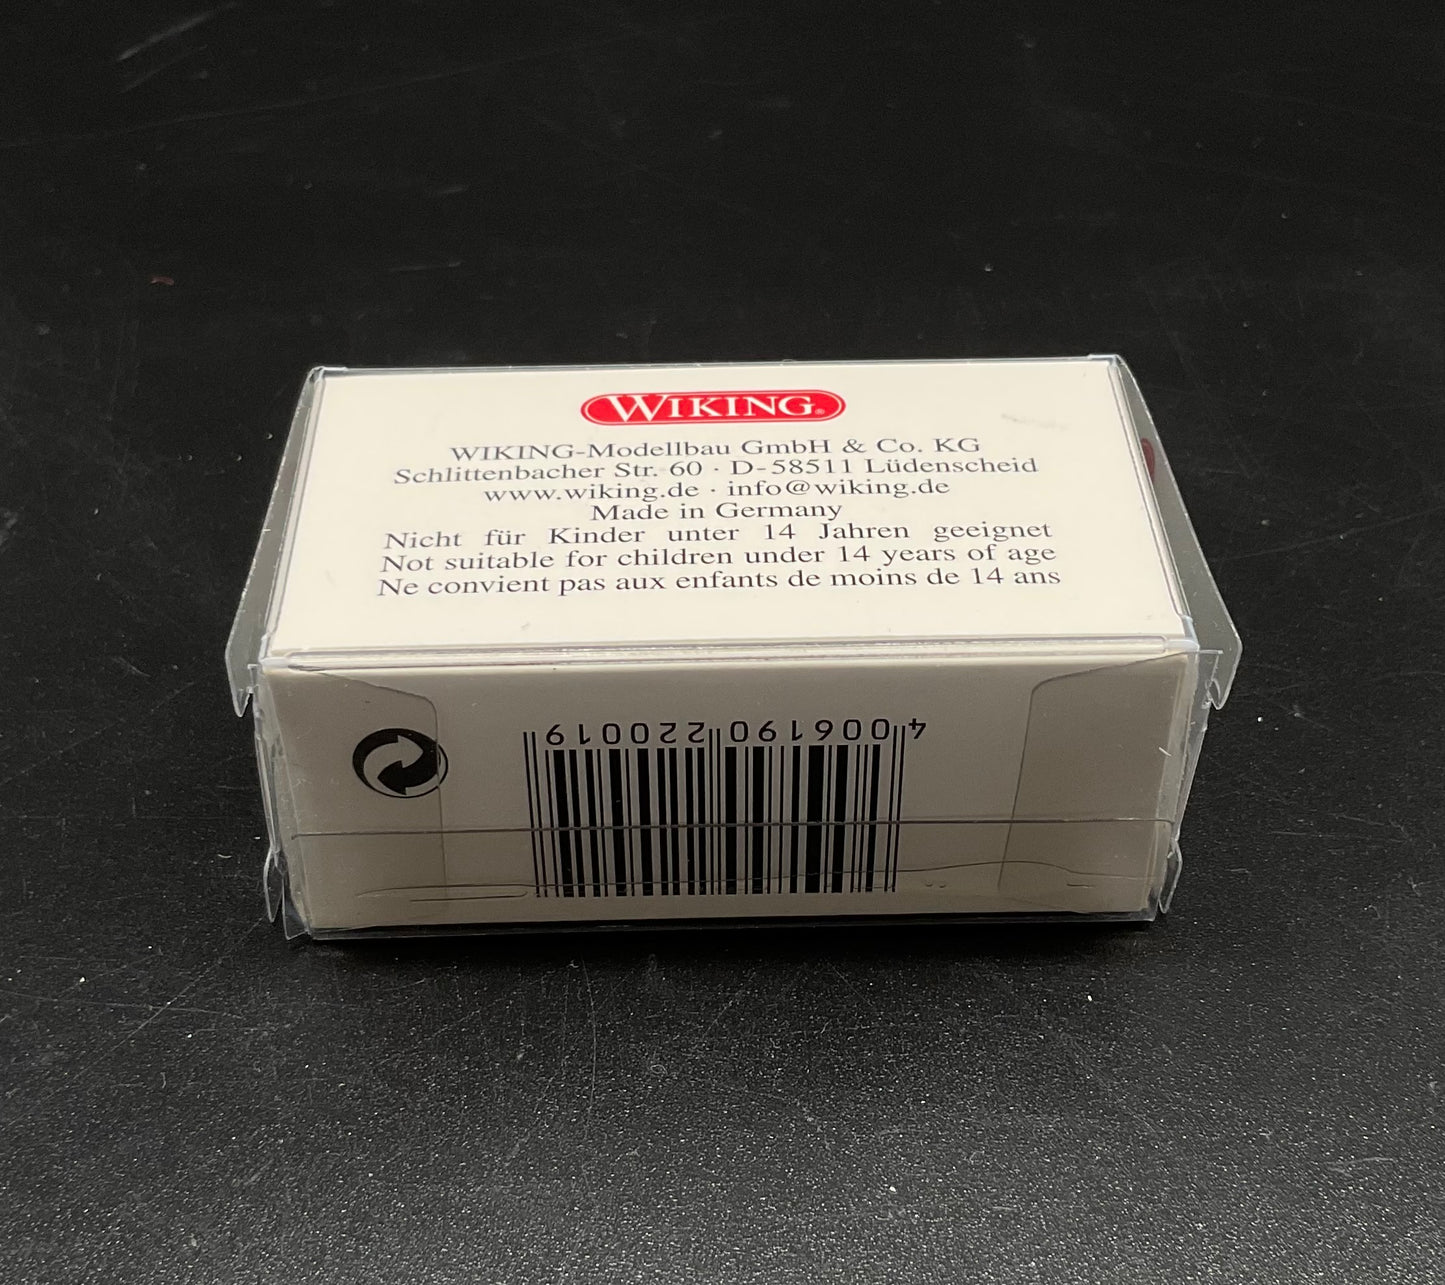 WIKING®
WIKING-Modellbau GmbH & Co. KG
Schlittenbacher Str. 60 · D-58511 Lüdenscheid
www.wiking.de · info@wiking.de
Made in Germany
Nicht für Kinder unter 14 Jahren geeignet
Not suitable for children under 14 years of age
Ne convient pas aux enfants de moins de 14 ans
4 006190 220019